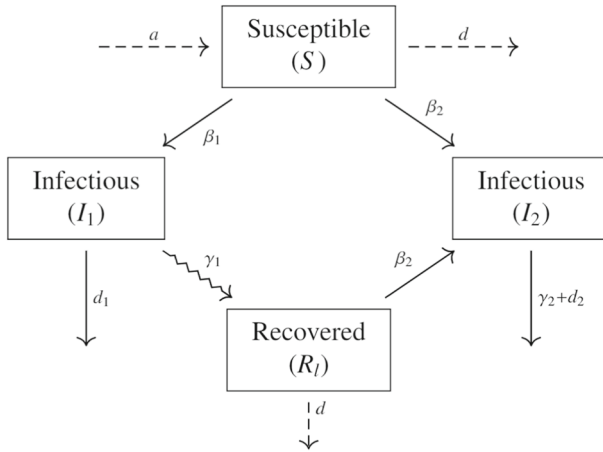 a
Susceptible
(S)
d
β₁
β₂
Infectious
(I₁)
Infectious
(I₂)
d₁
γ₁
β₂
γ₂+d₂
Recovered
(Rₗ)
d